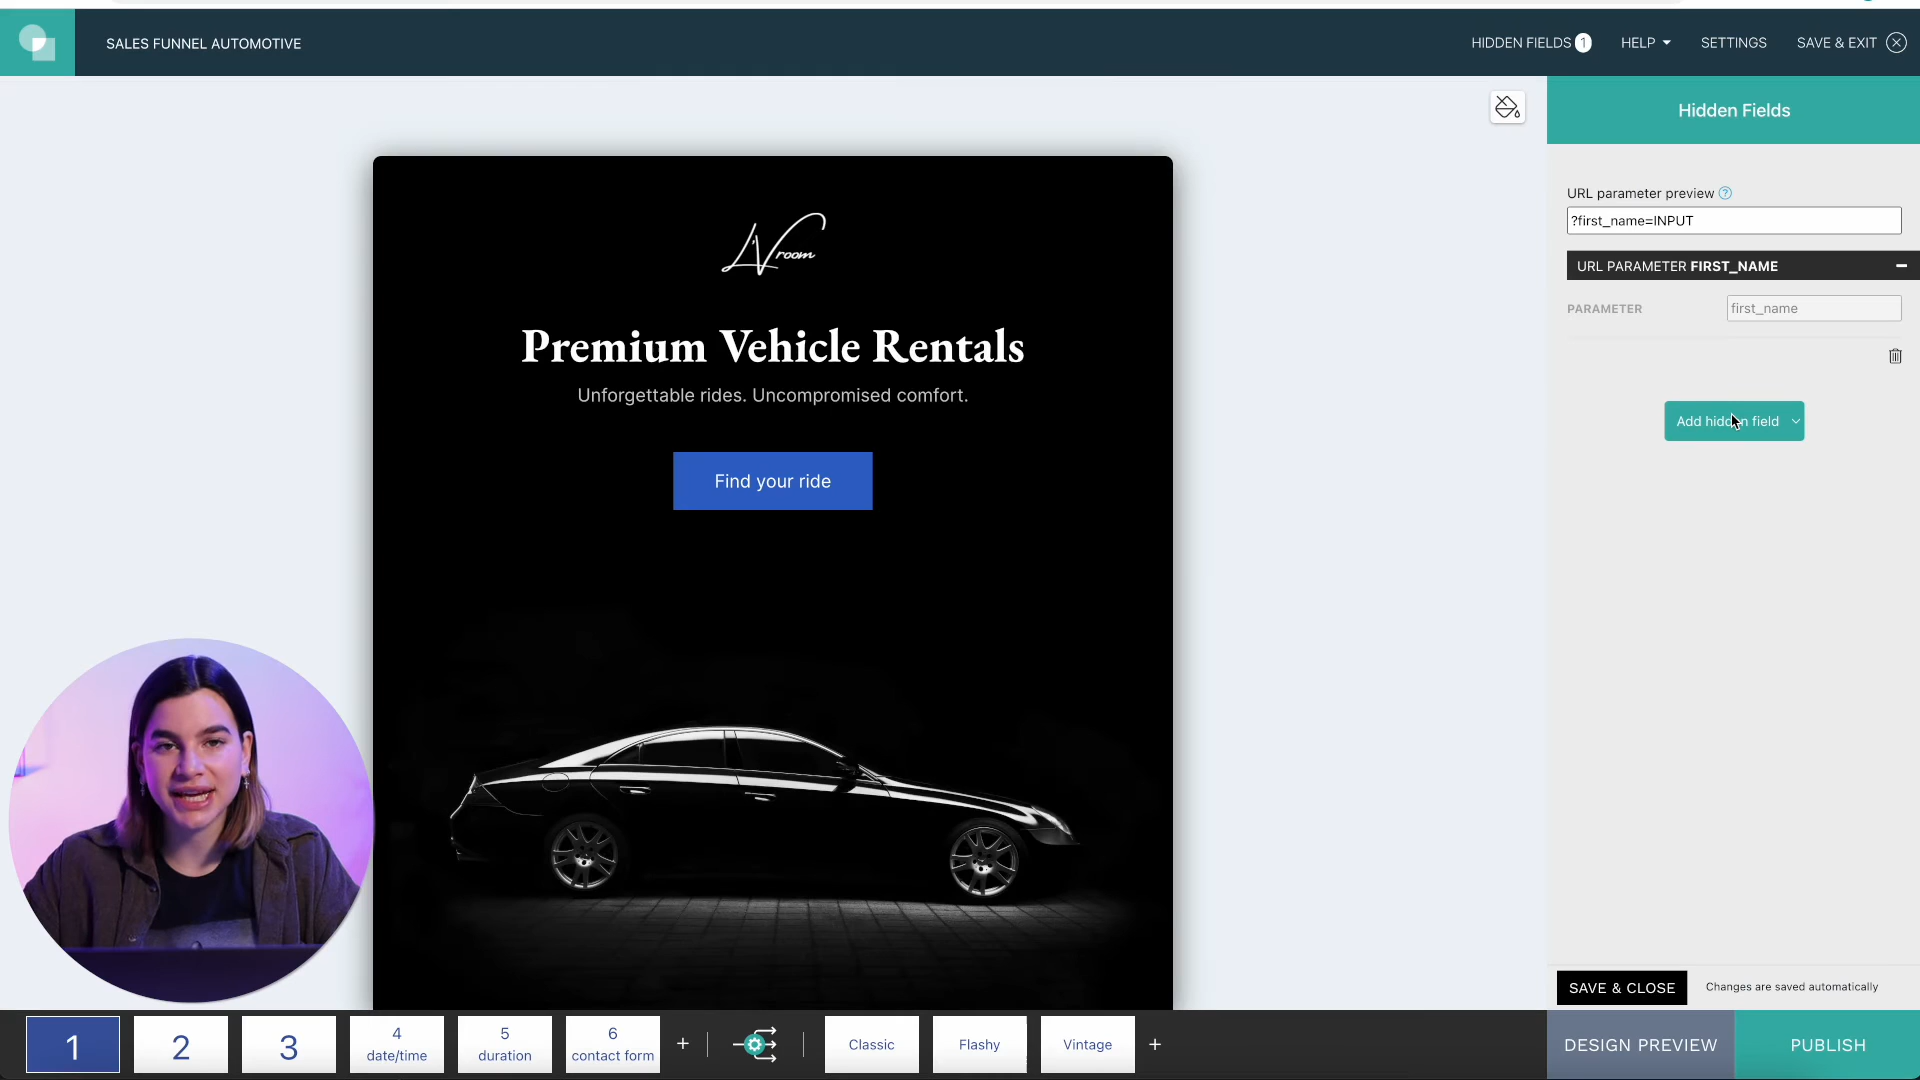 SALES FUNNEL AUTOMOTIVE
HIDDEN FIELDS 1
HELP
SETTINGS
SAVE & EXIT
Hidden Fields
URL parameter preview ?
?first_name=INPUT
URL PARAMETER FIRST_NAME
PARAMETER
first_name
Add hidden field
L'Vroom
Premium Vehicle Rentals
Unforgettable rides. Uncompromised comfort.
Find your ride
SAVE & CLOSE
Changes are saved automatically
1
2
3
4
date/time
5
duration
6
contact form
+
Classic
Flashy
Vintage
+
DESIGN PREVIEW
PUBLISH